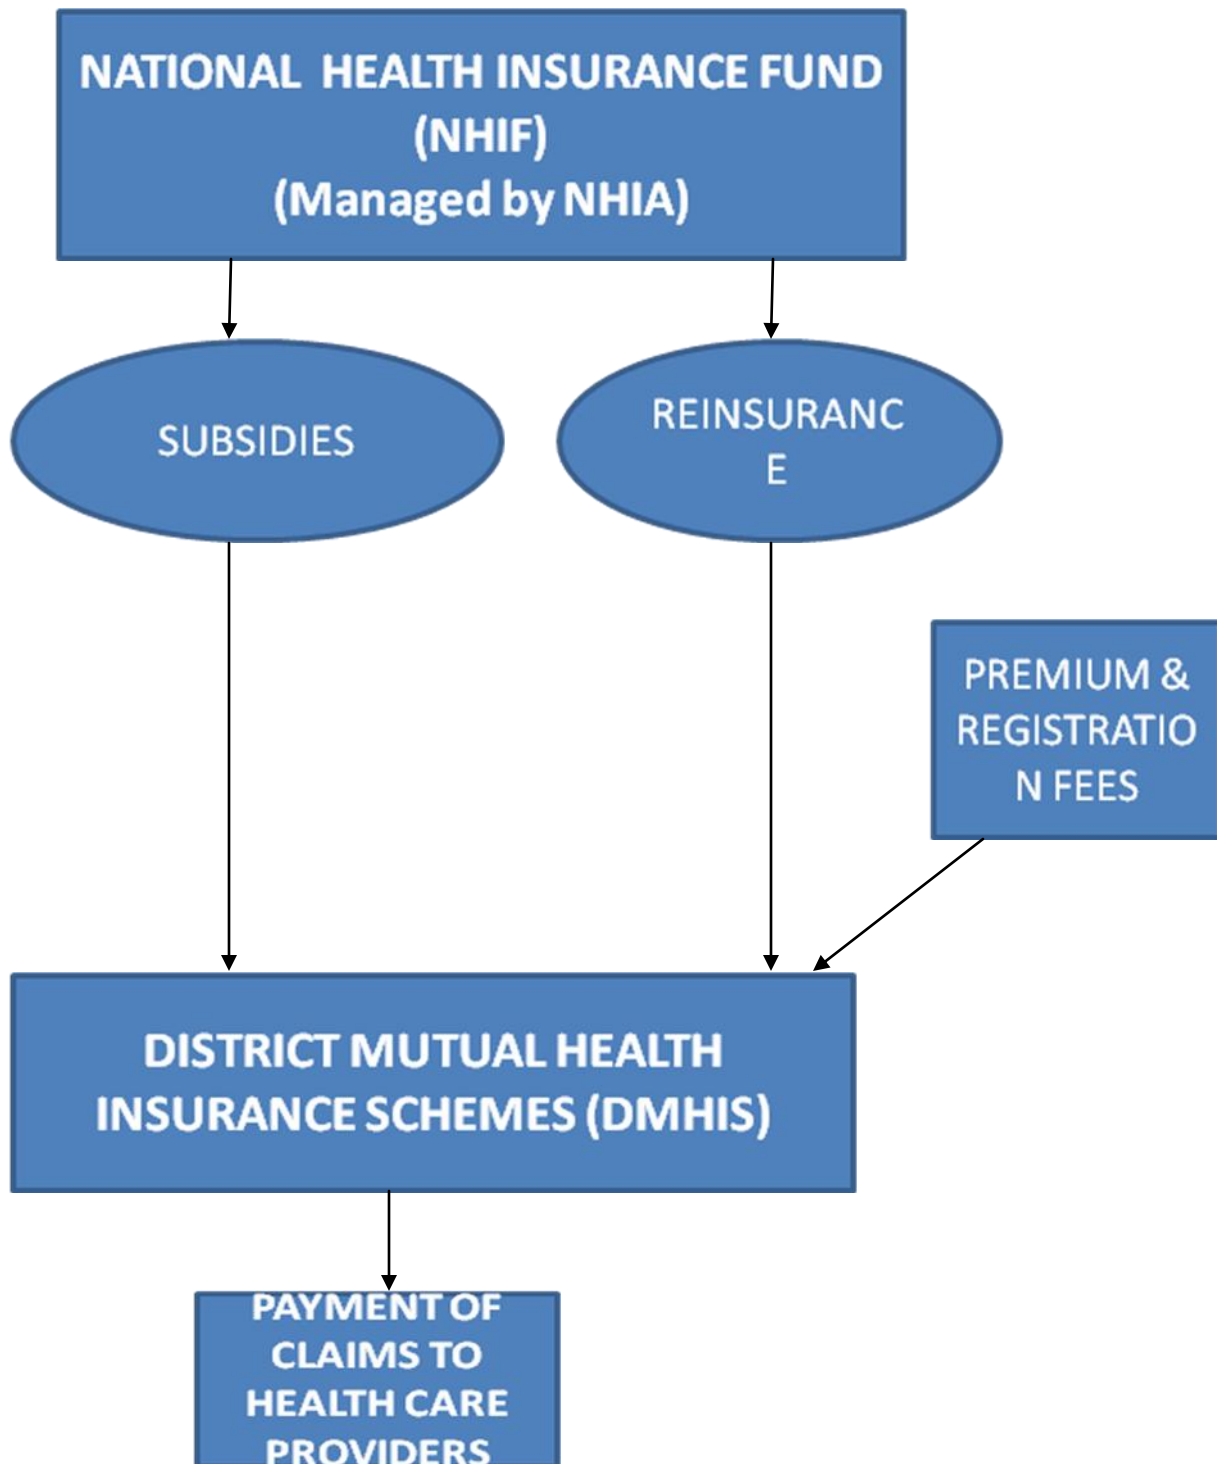 NATIONAL HEALTH INSURANCE FUND
(NHIF)
(Managed by NHIA)
SUBSIDIES
REINSURANC
E
PREMIUM &
REGISTRATIO
N FEES
DISTRICT MUTUAL HEALTH
INSURANCE SCHEMES (DMHIS)
PAYMENT OF
CLAIMS TO
HEALTH CARE
PROVIDERS